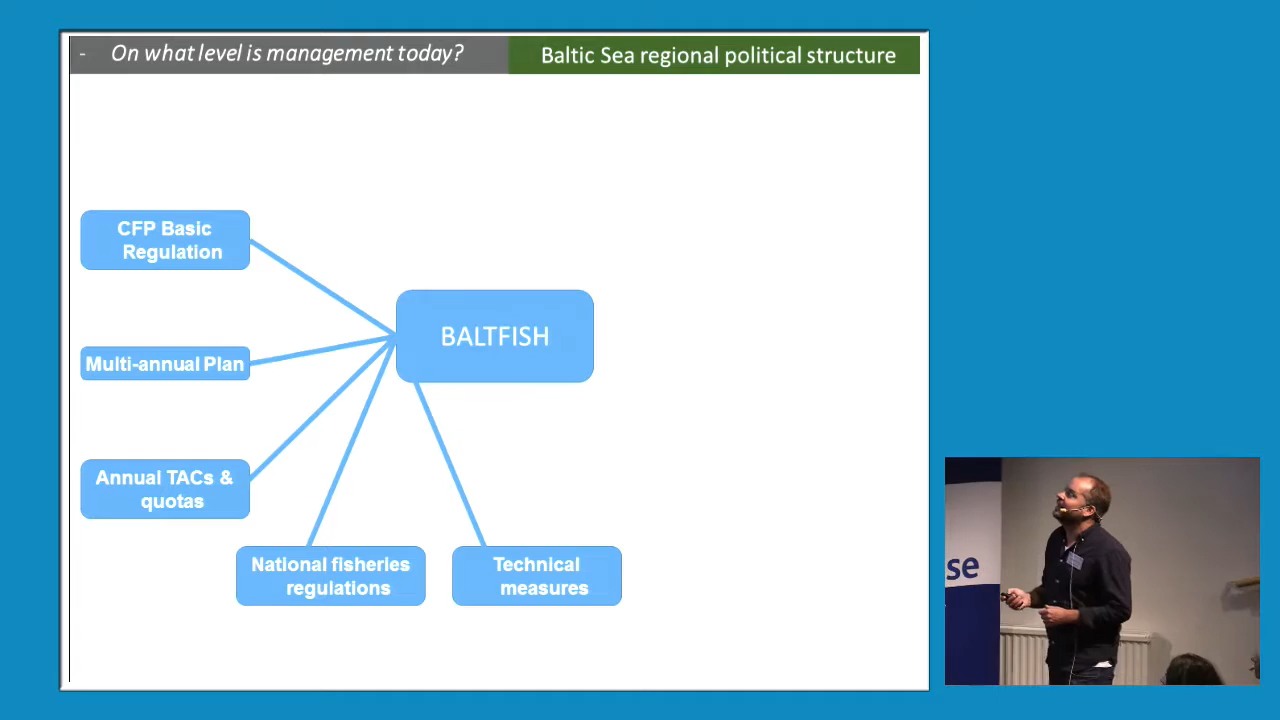 - On what level is management today?
Baltic Sea regional political structure
CFP Basic
Regulation
BALTFISH
Multi-annual Plan
Annual TACs &
quotas
National fisheries
regulations
Technical
measures
se